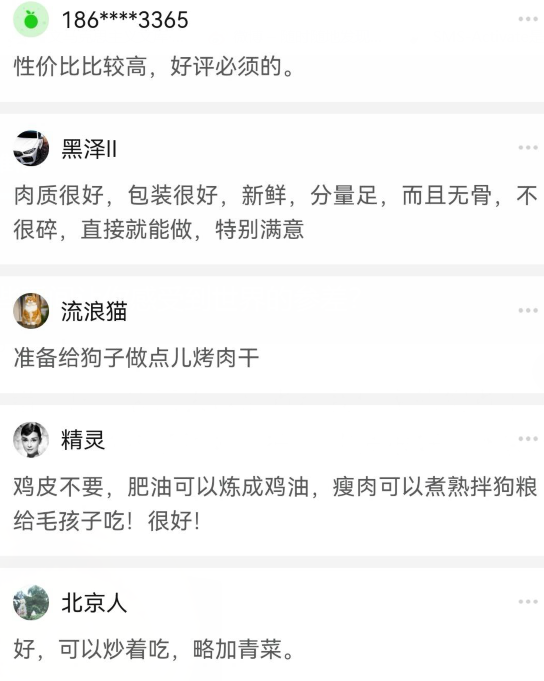 186****3365
性价比比较高，好评必须的。
黑泽II
肉质很好，包装很好，新鲜，分量足，而且无骨，不
很碎，直接就能做，特别满意
流浪猫
准备给狗子做点儿烤肉干
精灵
鸡皮不要，肥油可以炼成鸡油，瘦肉可以煮熟拌狗粮
给毛孩子吃！很好！
北京人
好，可以炒着吃，略加青菜。